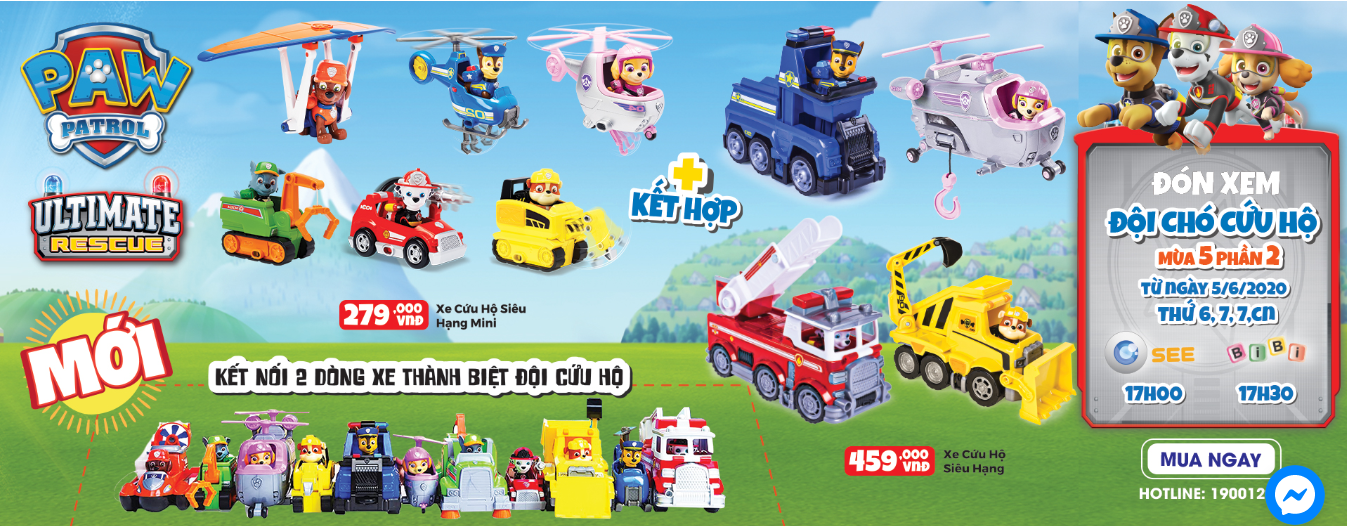 PAW
PATROL
ULTIMATE
RESCUE
KẾT HỢP
279.000
VNĐ
Xe Cứu Hộ Siêu
Hạng Mini
MỚI
KẾT NỐI 2 DÒNG XE THÀNH BIỆT ĐỘI CỨU HỘ
459.000
VNĐ
Xe Cứu Hộ
Siêu Hạng
ĐÓN XEM
ĐỘI CHÓ CỨU HỘ
MÙA 5 PHẦN 2
TỪ NGÀY 5/6/2020
THỨ 6, 7, 7,cn
SEE BiBi
17H00 17H30
MUA NGAY
HOTLINE: 190012